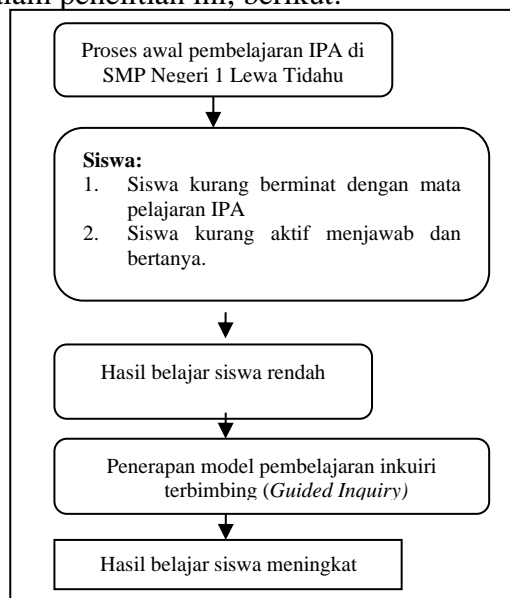 dalam penelitian ini, berikut:
Proses awal pembelajaran IPA di
SMP Negeri 1 Lewa Tidahu
Siswa:
1. Siswa kurang berminat dengan mata
pelajaran IPA
2. Siswa kurang aktif menjawab dan
bertanya.
Hasil belajar siswa rendah
Penerapan model pembelajaran inkuiri
terbimbing (Guided Inquiry)
Hasil belajar siswa meningkat